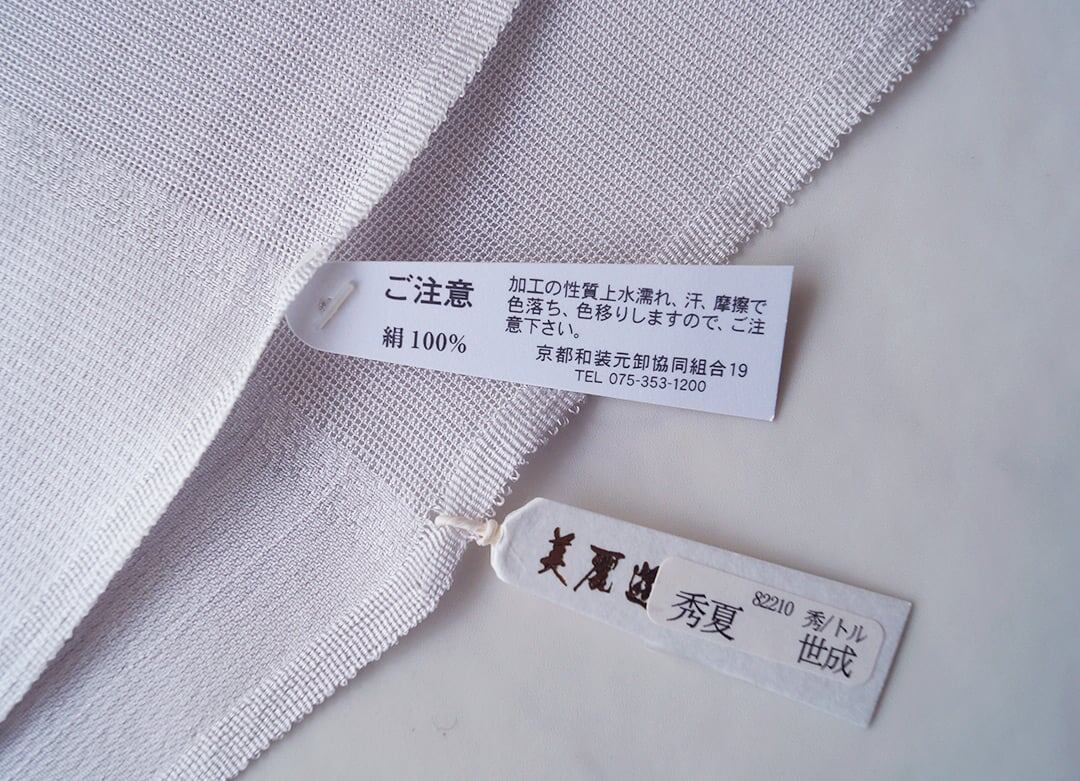 ご注意
絹 100%
加工の性質上水濡れ、汗、摩擦で
色落ち、色移りしますので、ご注
意下さい。
京都和装元卸協同組合19
TEL 075-353-1200
美麗
秀夏
82210 秀/トル
世成